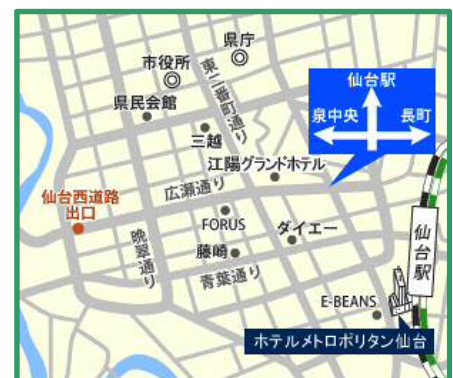 県庁
市役所
仙台駅
泉中央
長町
東二番町通り
県民会館
三越
江陽グランドホテル
広瀬通り
仙台西道路
出口
FORUS
ダイエー
晩翠通り
藤崎
仙台駅
青葉通り
E-BEANS
ホテルメトロポリタン仙台